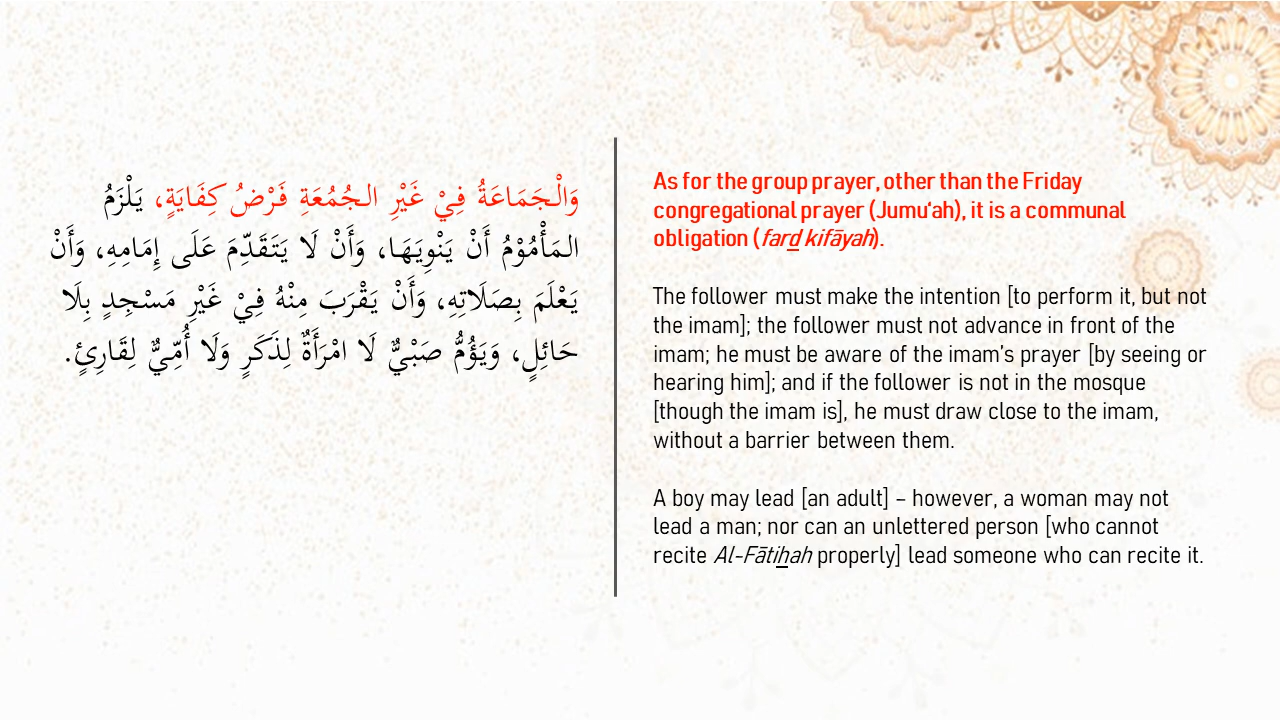 وَالْجَمَاعَةُ فِيْ غَيْرِ الجُمُعَةِ فَرْضُ كِفَايَةٍ، يَلْزَمُ
المَأْمُوْمُ أَنْ يَنْوِيَهَا، وَأَنْ لَا يَتَقَدِّمَ عَلَى إِمَامِهِ، وَأَنْ
يَعْلَمَ بِصَلَاتِهِ، وَأَنْ يَقْرَبَ مِنْهُ فِيْ غَيْرِ مَسْجِدٍ بِلَا
حَائِلٍ، وَيَؤُمُّ صَبْيٌّ لَا امْرَأَةٌ لِذَكَرٍ وَلَا أُمِّيٌّ لِقَارِئٍ.
As for the group prayer, other than the Friday
congregational prayer (Jumu‘ah), it is a communal
obligation (fard kifāyah).
The follower must make the intention [to perform it, but not
the imam]; the follower must not advance in front of the
imam; he must be aware of the imam’s prayer [by seeing or
hearing him]; and if the follower is not in the mosque
[though the imam is], he must draw close to the imam,
without a barrier between them.
A boy may lead [an adult] – however, a woman may not
lead a man; nor can an unlettered person [who cannot
recite Al-Fātihah properly] lead someone who can recite it.